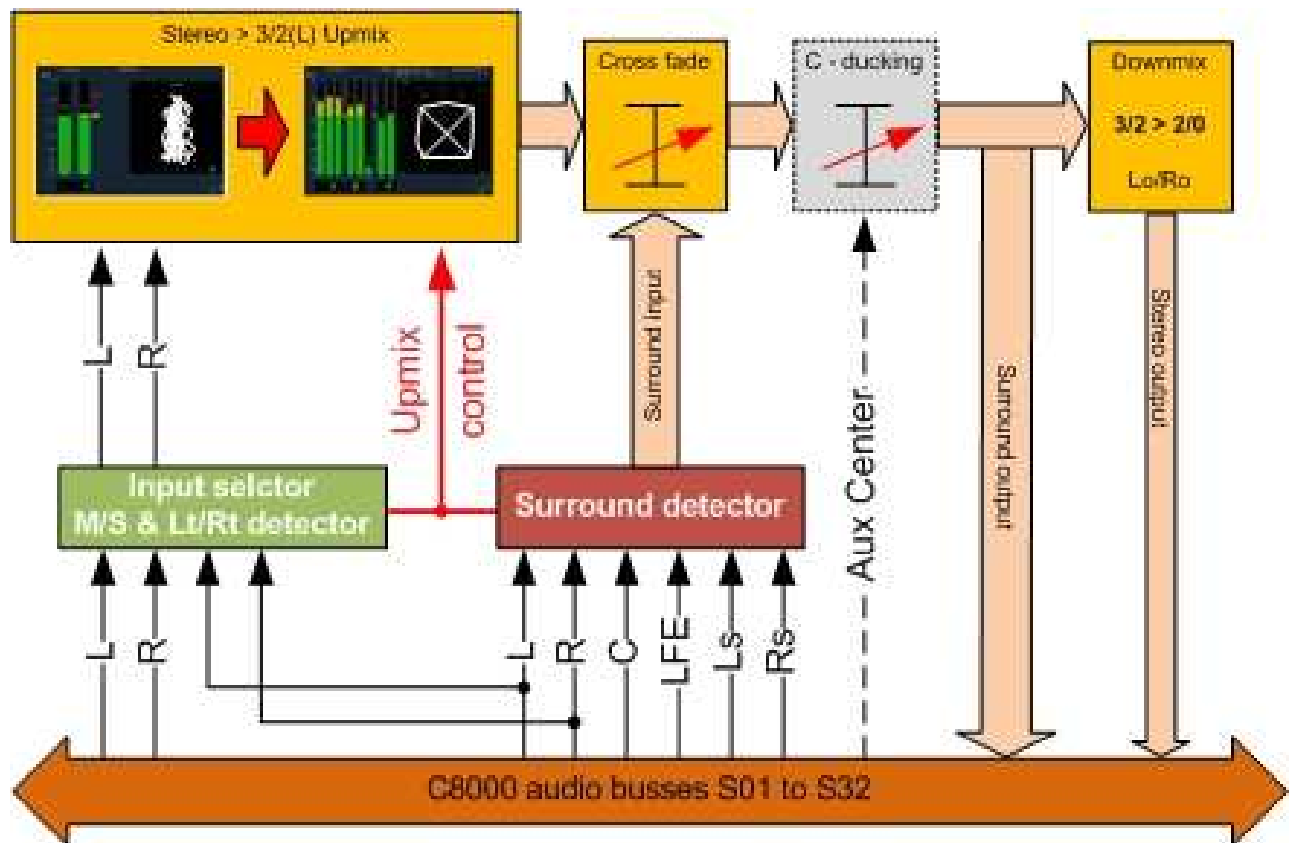 Stereo > 3/2(L) Upmix
Cross fade
C - ducking
Downmix
3/2 > 2/0
Lo/Ro
L
R
Upmix
control
Surround input
Aux Center
Surround output
Stereo output
Input selctor
M/S & Lt/Rt detector
Surround detector
L
R
L
R
C
LFE
Ls
Rs
C8000 audio busses S01 to S32